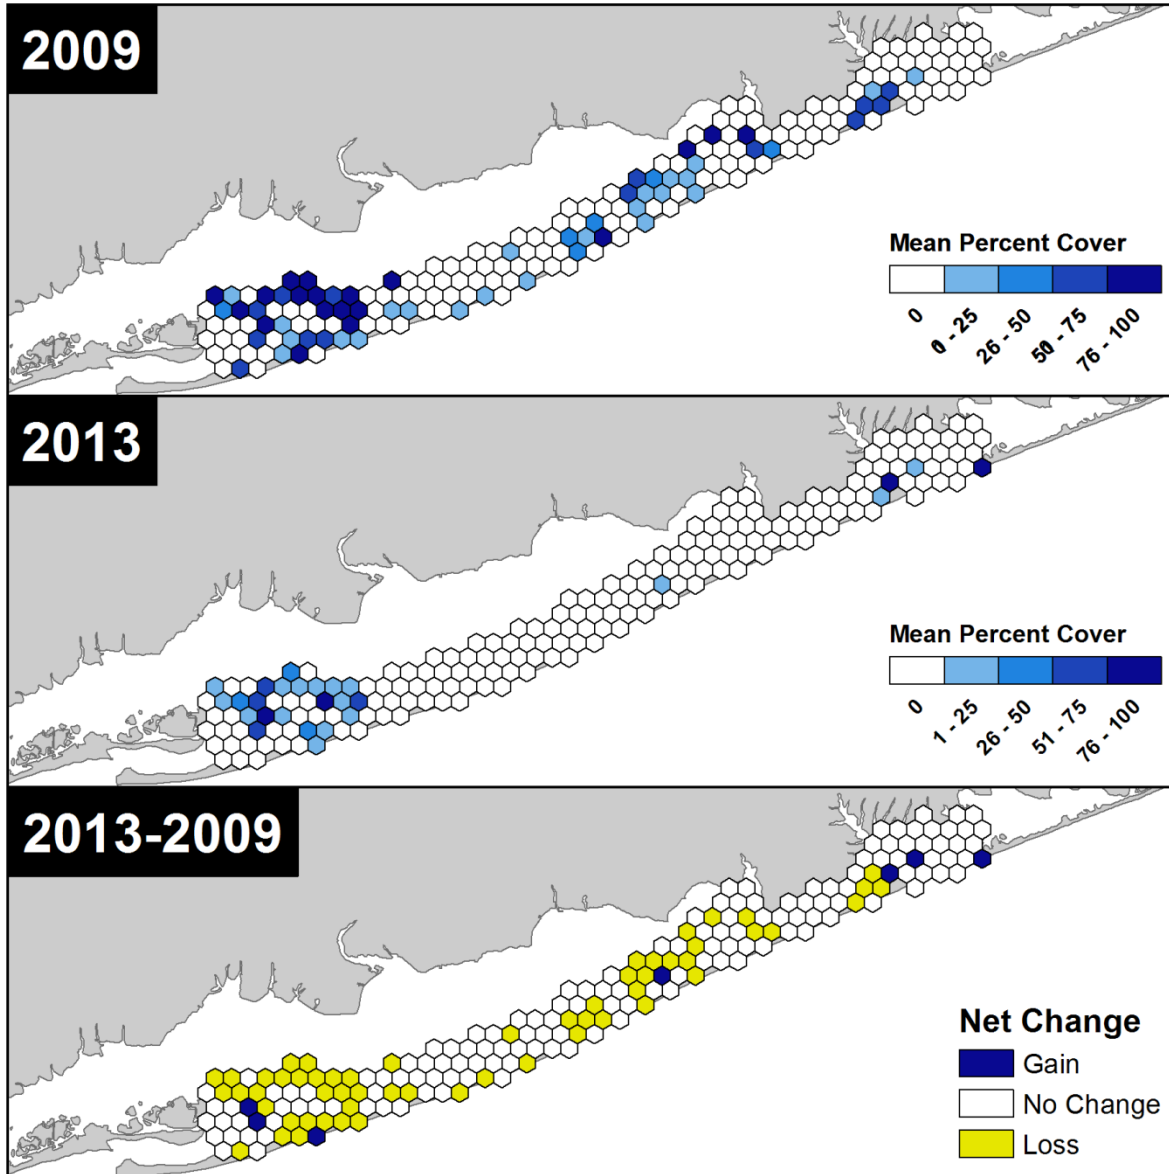 2009
Mean Percent Cover
0
0 - 25
26 - 50
50 - 75
76 - 100
2013
Mean Percent Cover
0
1 - 25
26 - 50
51 - 75
76 - 100
2013-2009
Net Change
Gain
No Change
Loss